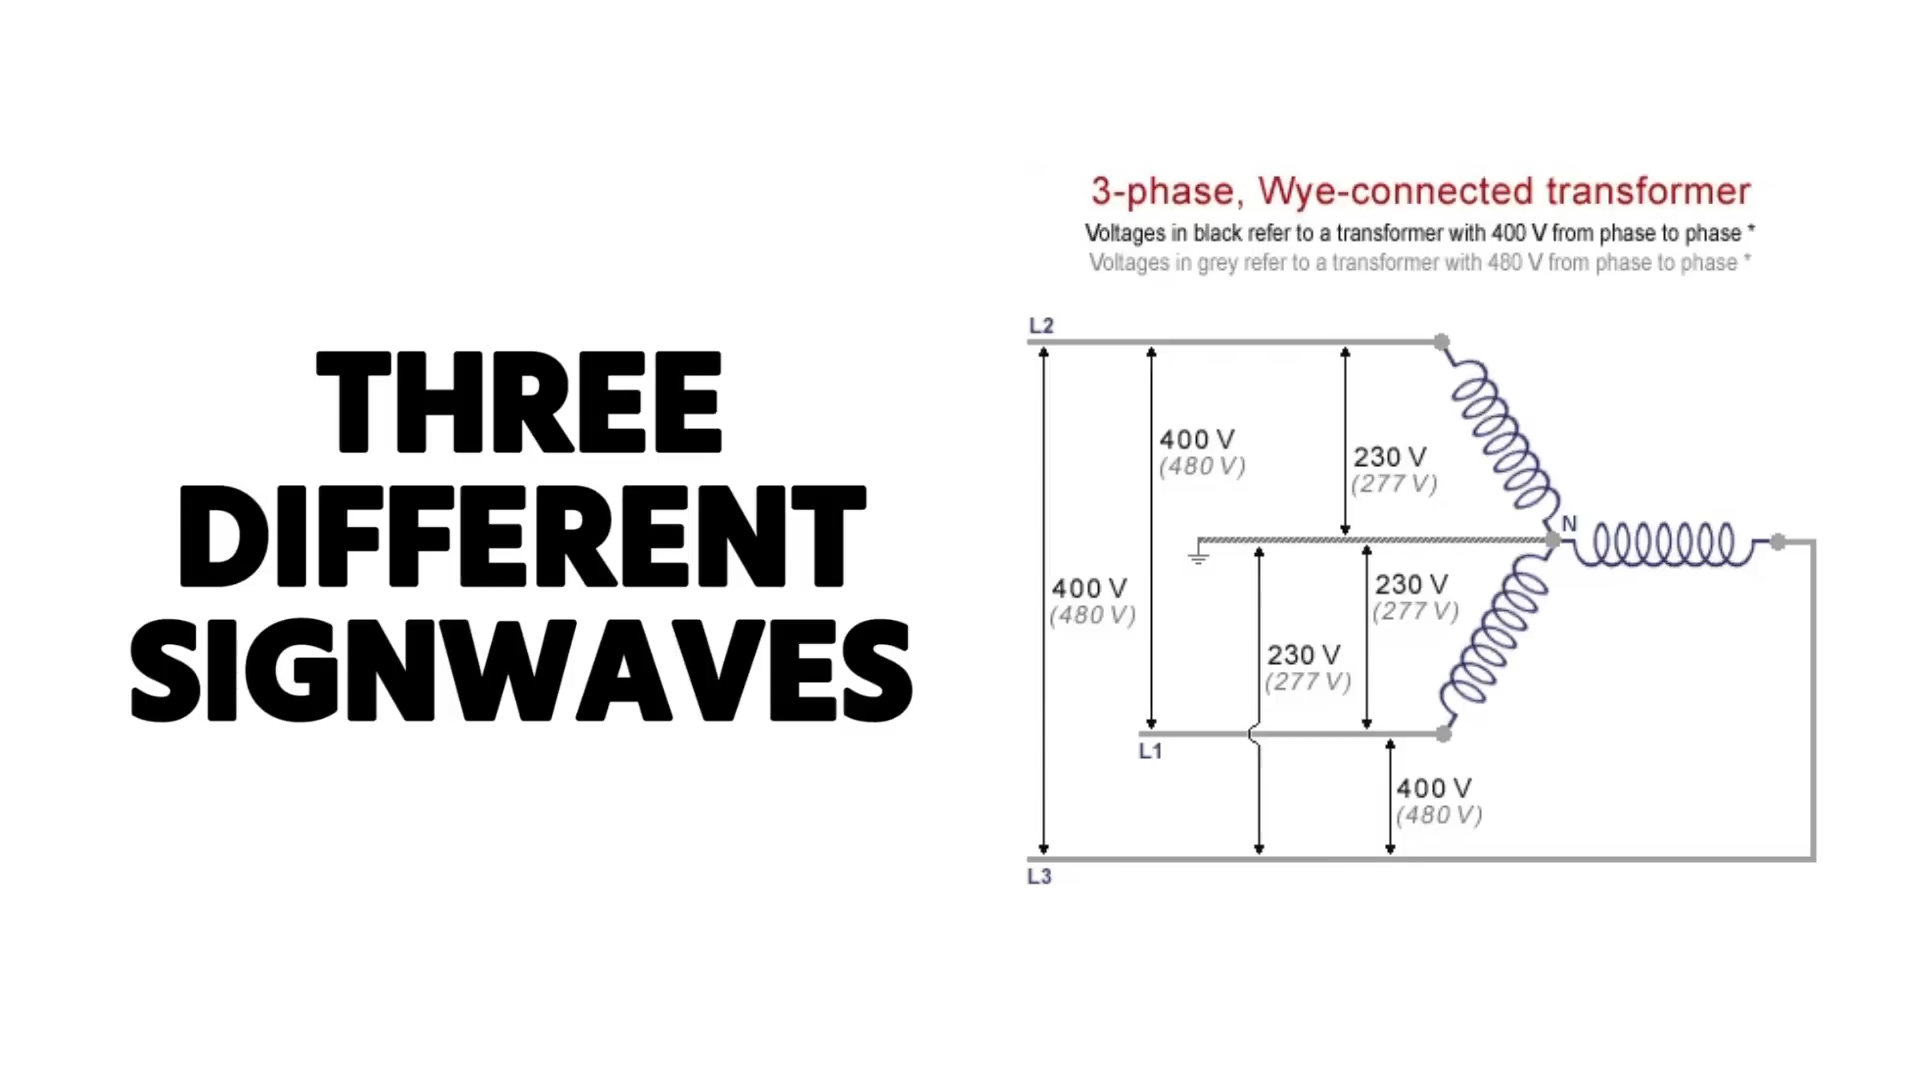 THREE
DIFFERENT
SIGNWAVES
3-phase, Wye-connected transformer
Voltages in black refer to a transformer with 400 V from phase to phase *
Voltages in grey refer to a transformer with 480 V from phase to phase *
L2
400 V
(480 V)
230 V
(277 V)
N
400 V
(480 V)
230 V
(277 V)
230 V
(277 V)
L1
400 V
(480 V)
L3